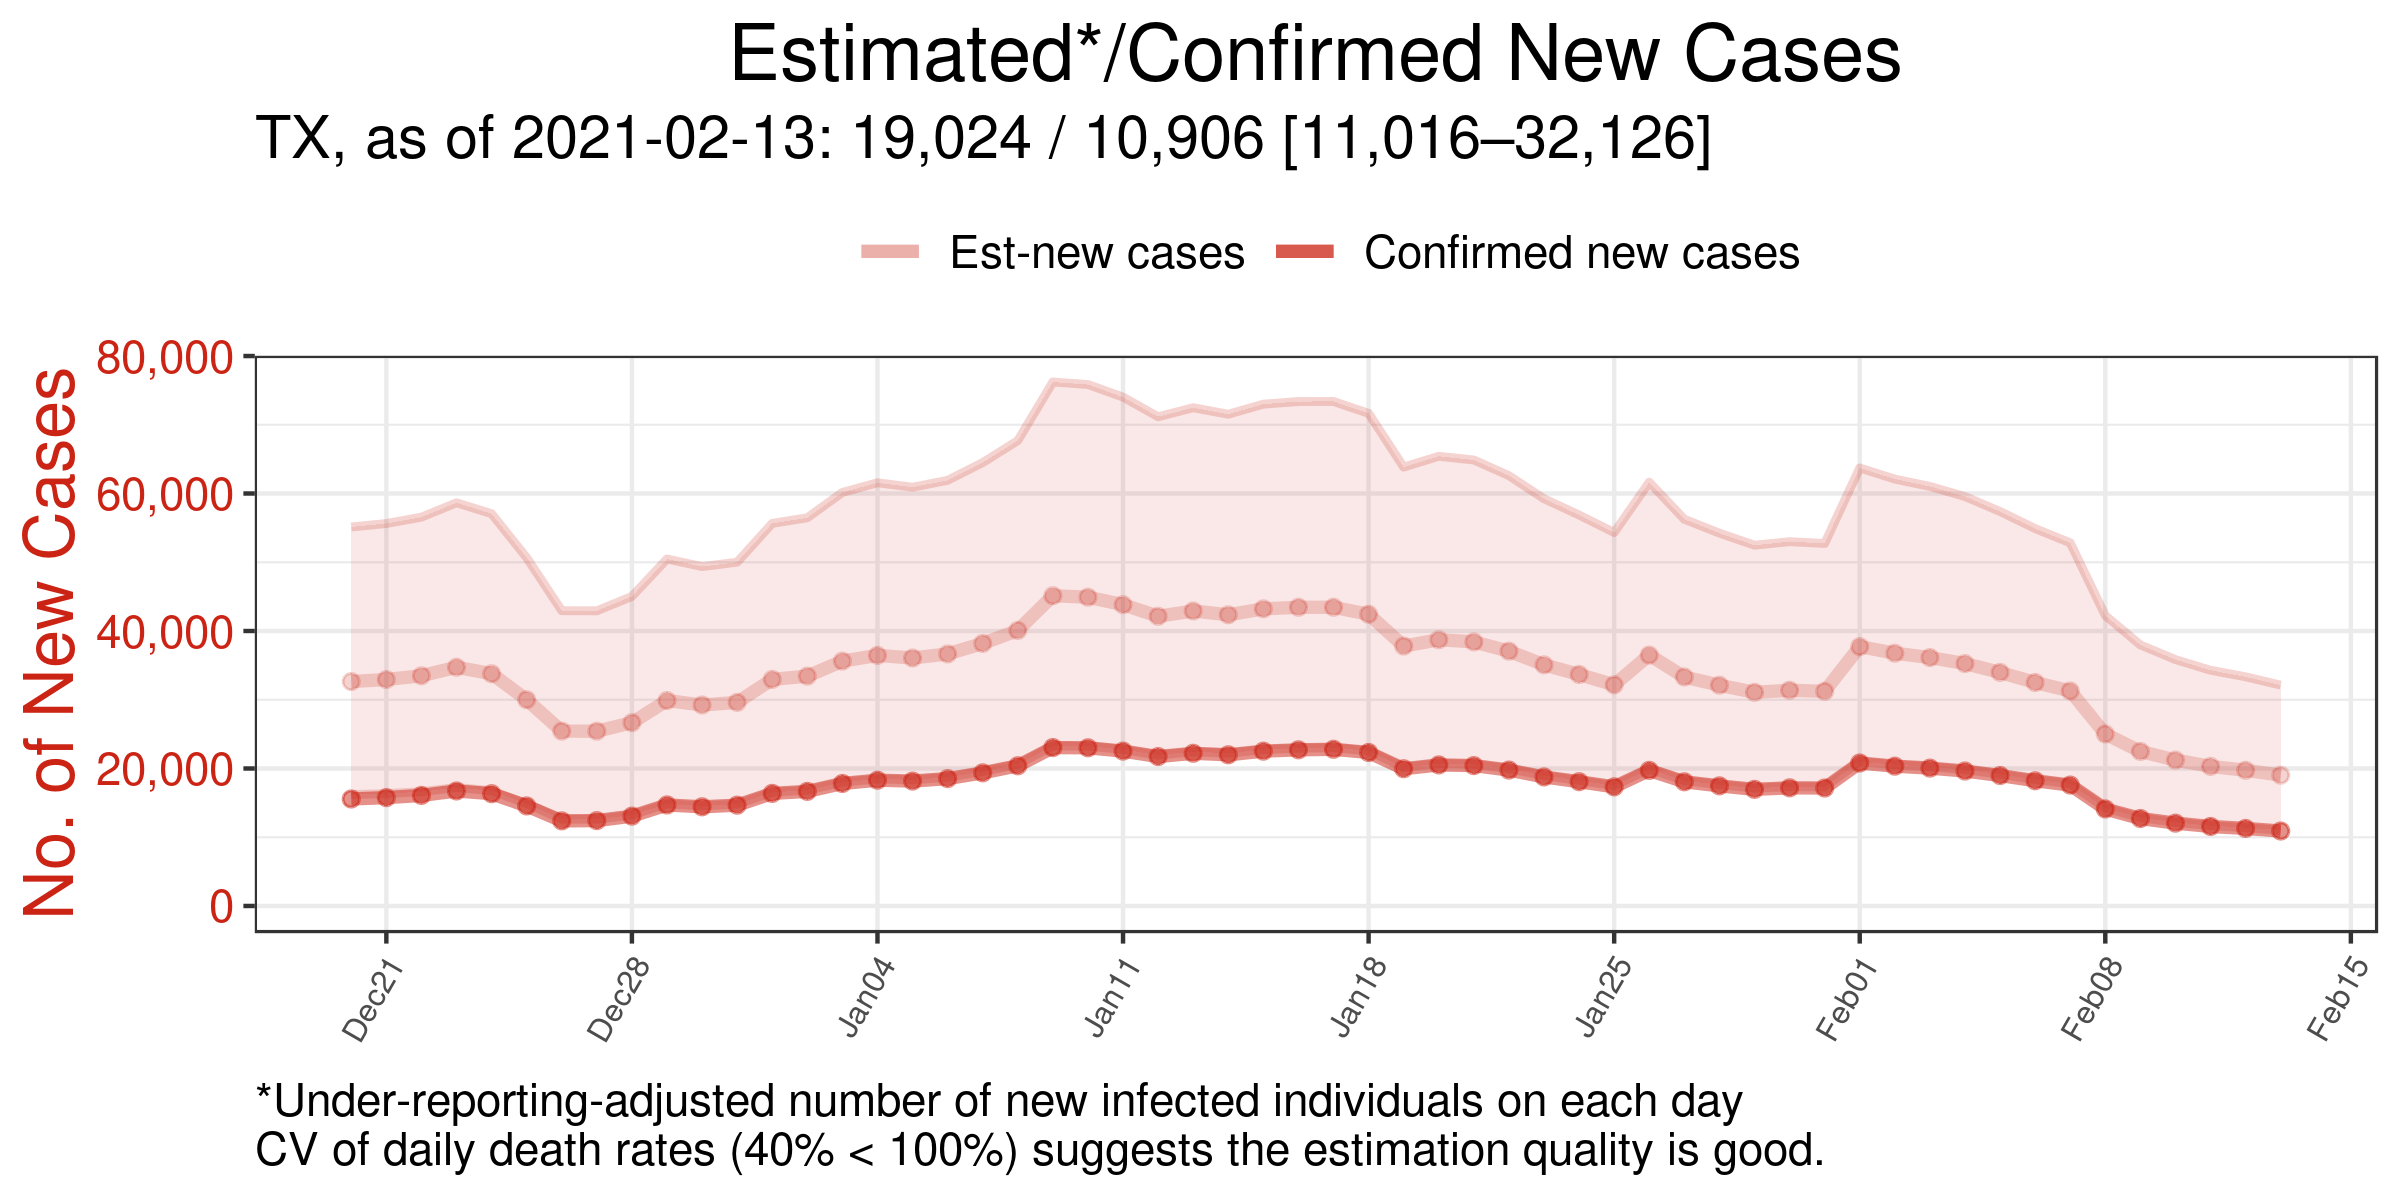 Estimated*/Confirmed New Cases
TX, as of 2021-02-13: 19,024 / 10,906 [11,016–32,126]
Est-new cases
Confirmed new cases
No. of New Cases
80,000
60,000
40,000
20,000
0
Dec21
Dec28
Jan04
Jan11
Jan18
Jan25
Feb01
Feb08
Feb15
*Under-reporting-adjusted number of new infected individuals on each day
CV of daily death rates (40% < 100%) suggests the estimation quality is good.